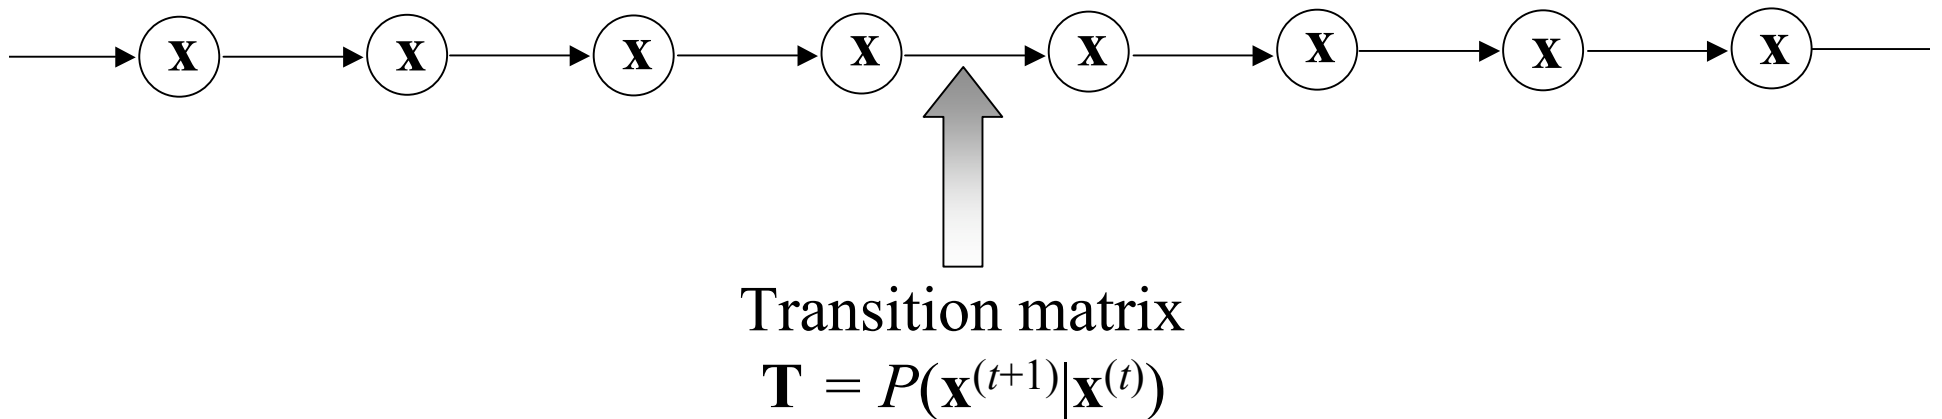 x x x x x x x x
Transition matrix
T = P(x^(t+1)|x^(t))